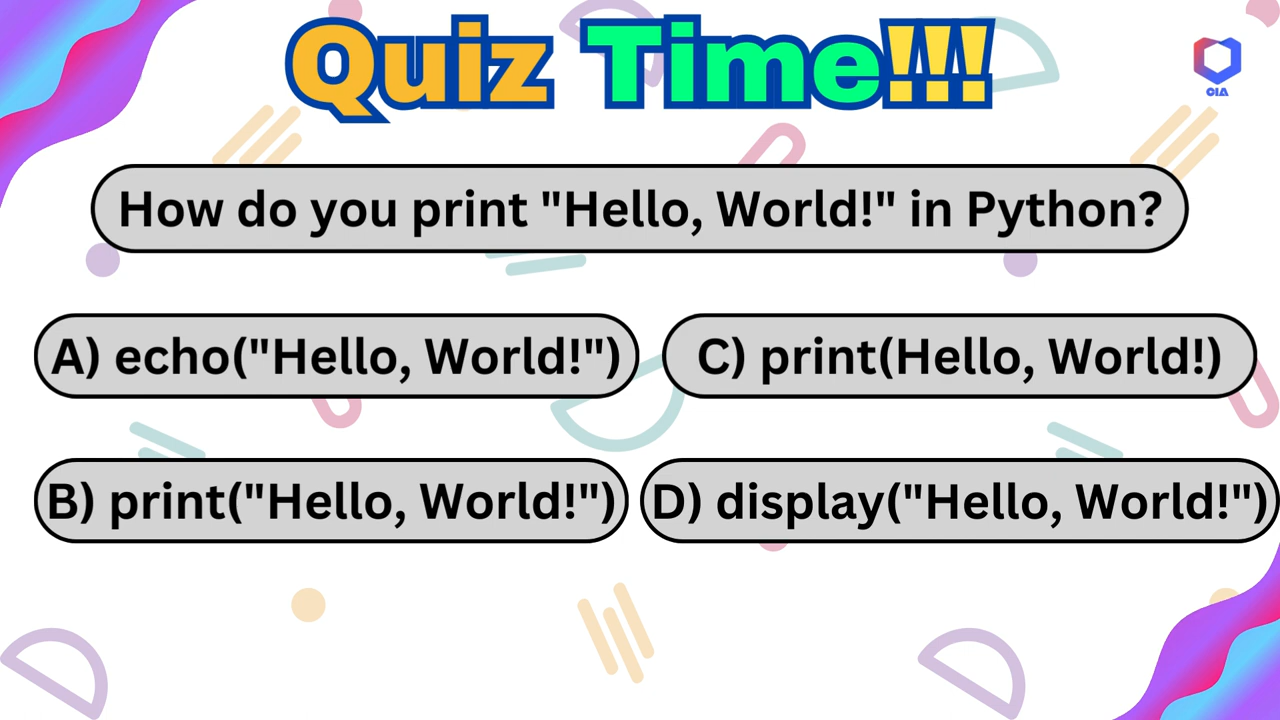 Quiz Time!!!
CIA
How do you print "Hello, World!" in Python?
A) echo("Hello, World!")
C) print(Hello, World!)
B) print("Hello, World!")
D) display("Hello, World!")